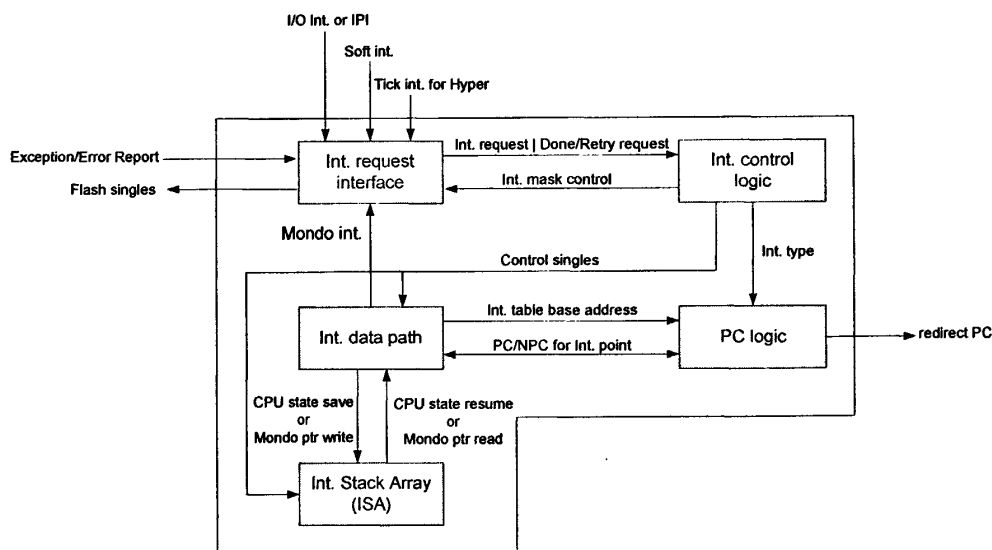 I/O Int. or IPI
Soft int.
Tick int. for Hyper
Exception/Error Report
Flash singles
Int. request
interface
Int. request | Done/Retry request
Int. mask control
Int. control
logic
Mondo int.
Control singles
Int. type
Int. data path
Int. table base address
PC/NPC for Int. point
PC logic
redirect PC
CPU state save
or
Mondo ptr write
CPU state resume
or
Mondo ptr read
Int. Stack Array
(ISA)